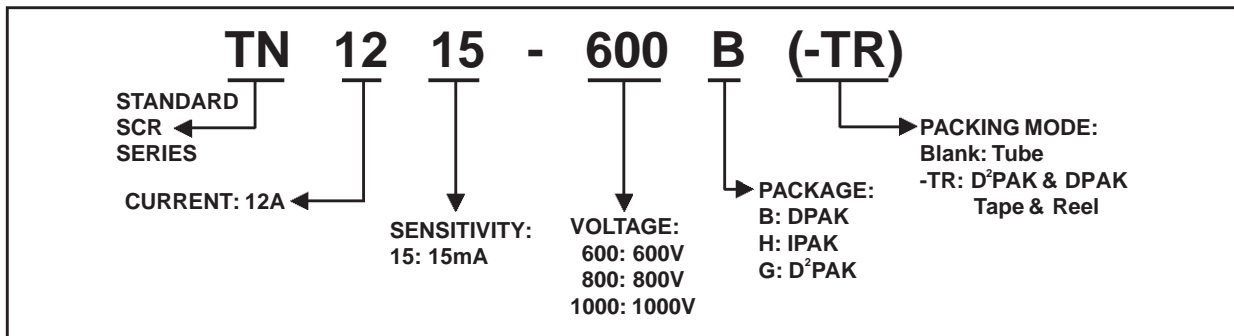 TN 12 15 - 600 B (-TR)
STANDARD
SCR
SERIES
CURRENT: 12A
SENSITIVITY:
15: 15mA
VOLTAGE:
600: 600V
800: 800V
1000: 1000V
PACKAGE:
B: DPAK
H: IPAK
G: D²PAK
PACKING MODE:
Blank: Tube
-TR: D²PAK & DPAK
Tape & Reel